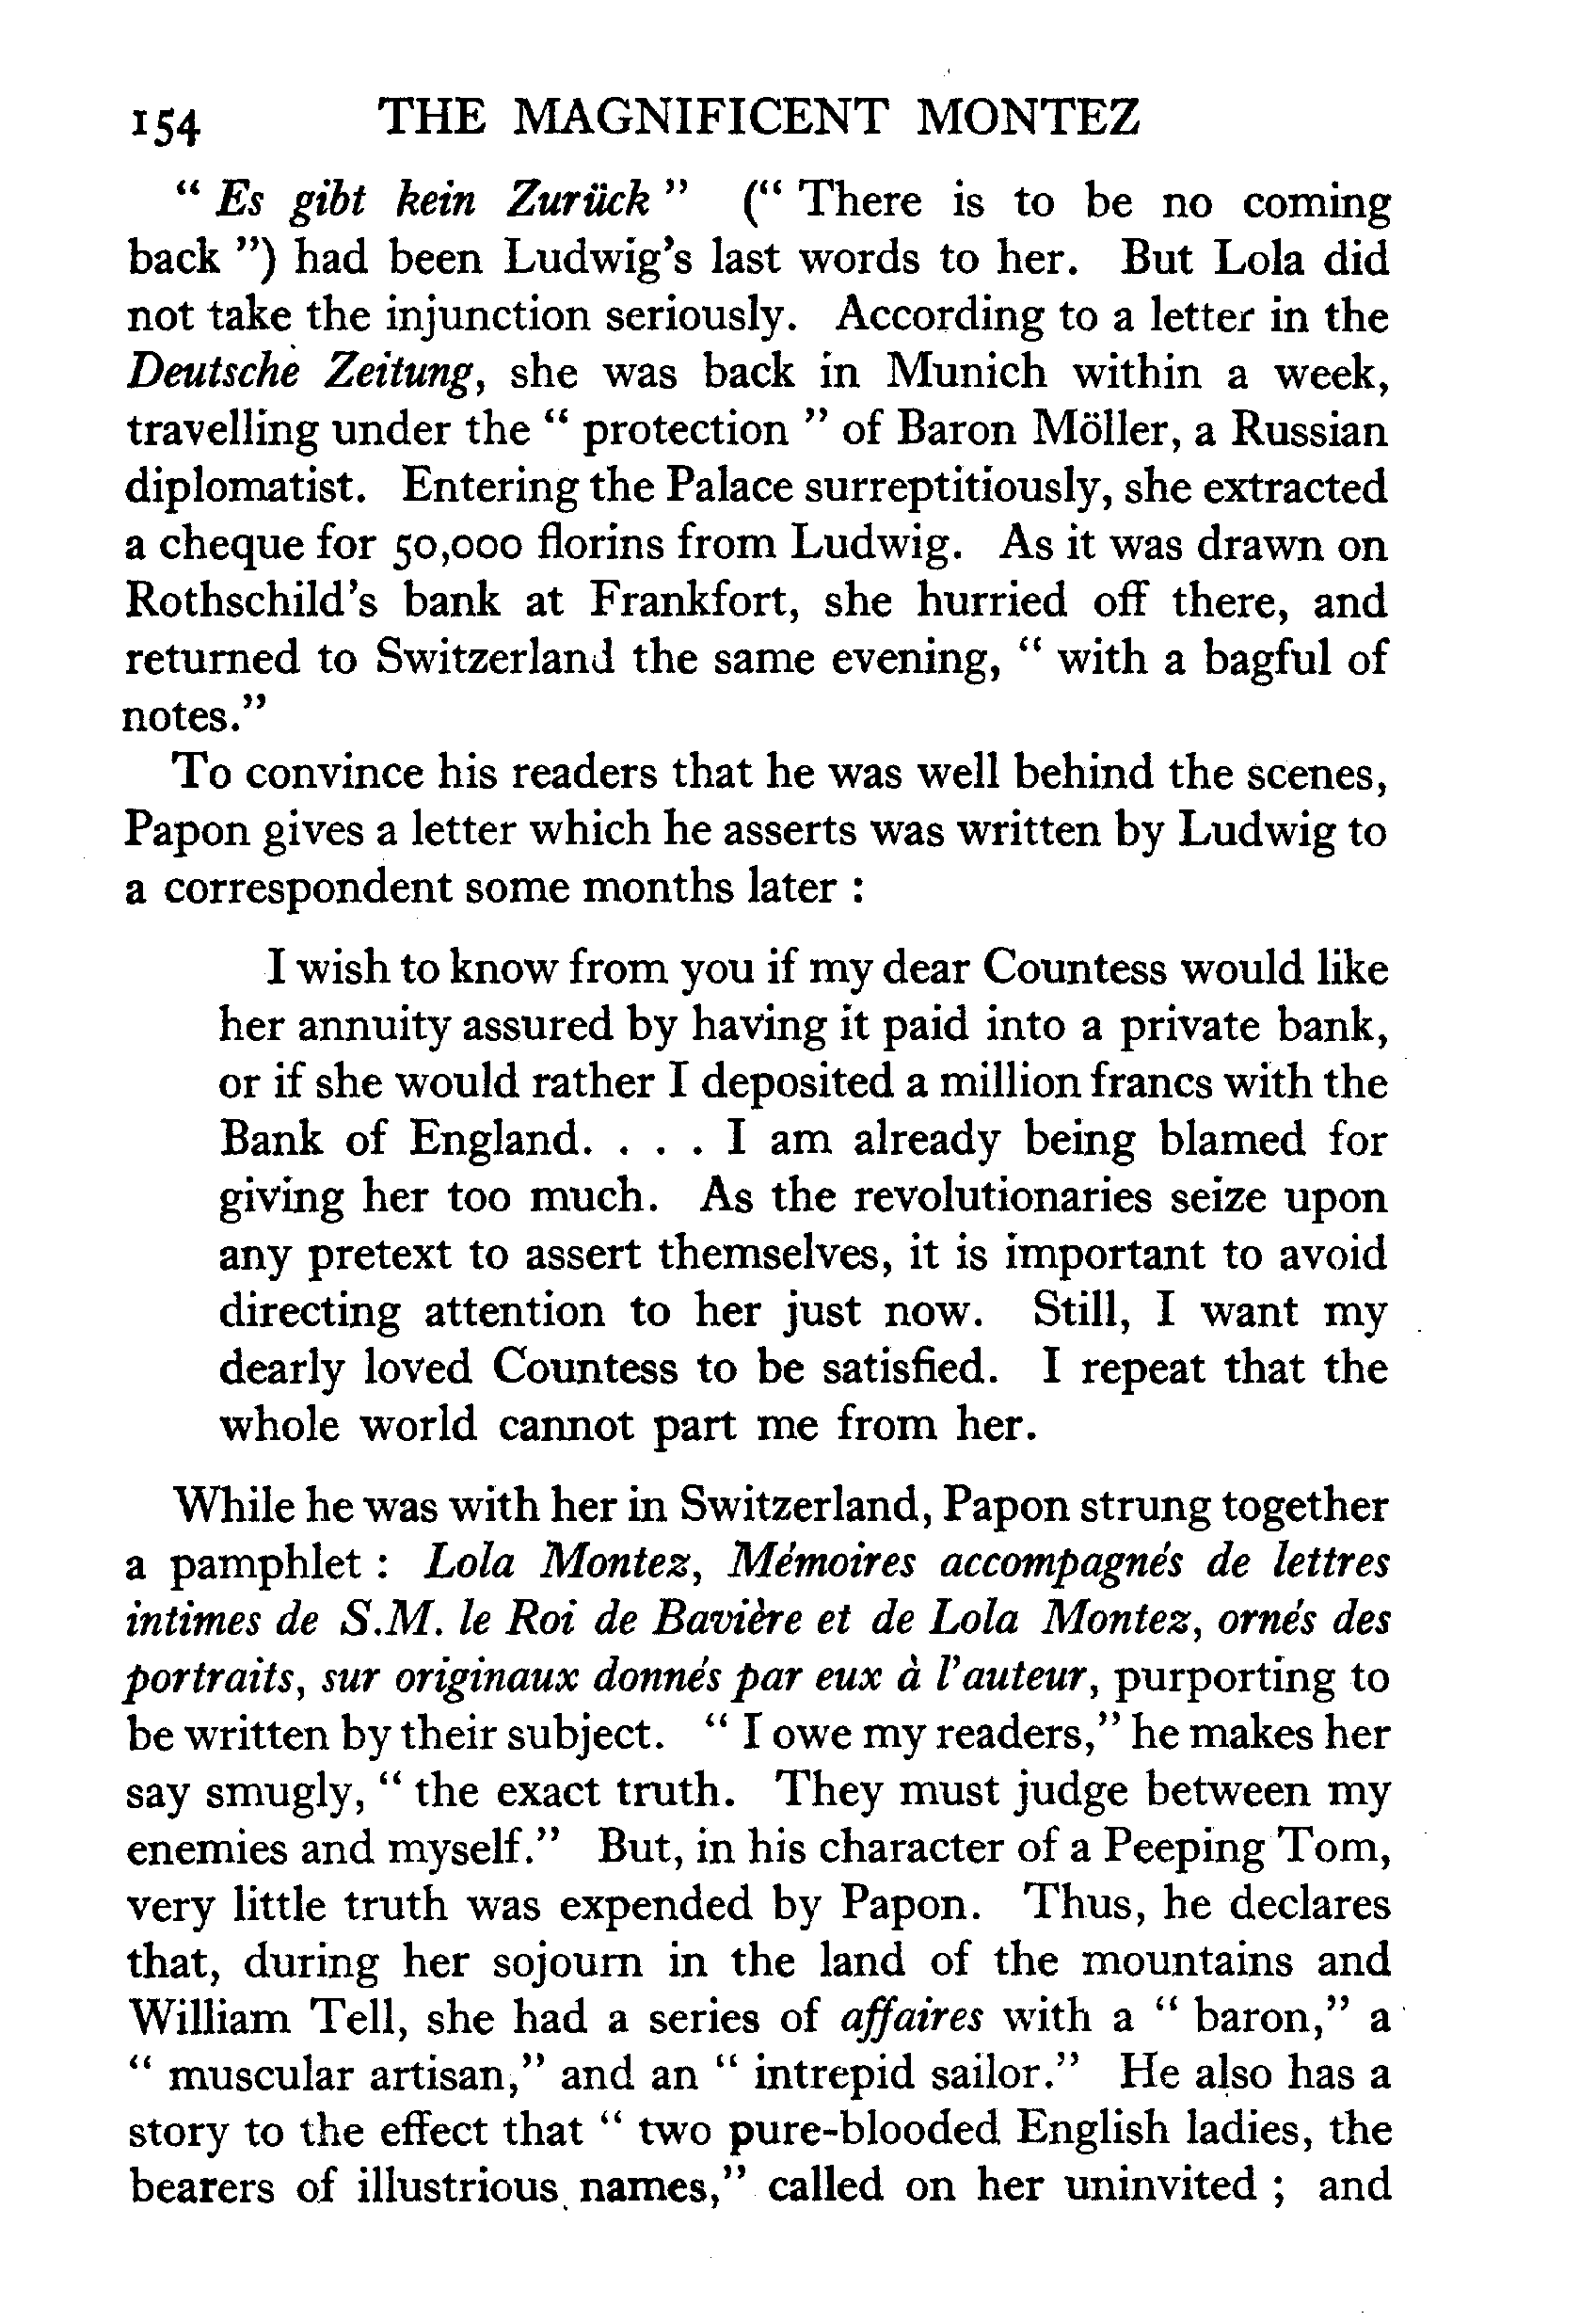 154 THE MAGNIFICENT MONTEZ
" Es gibt kein Zurück " (" There is to be no coming
back ") had been Ludwig's last words to her. But Lola did
not take the injunction seriously. According to a letter in the
Deutsche Zeitung, she was back in Munich within a week,
travelling under the " protection " of Baron Möller, a Russian
diplomatist. Entering the Palace surreptitiously, she extracted
a cheque for 50,000 florins from Ludwig. As it was drawn on
Rothschild's bank at Frankfort, she hurried off there, and
returned to Switzerland the same evening, " with a bagful of
notes."
To convince his readers that he was well behind the scenes,
Papon gives a letter which he asserts was written by Ludwig to
a correspondent some months later :
I wish to know from you if my dear Countess would like
her annuity assured by having it paid into a private bank,
or if she would rather I deposited a million francs with the
Bank of England. . . . I am already being blamed for
giving her too much. As the revolutionaries seize upon
any pretext to assert themselves, it is important to avoid
directing attention to her just now. Still, I want my
dearly loved Countess to be satisfied. I repeat that the
whole world cannot part me from her.
While he was with her in Switzerland, Papon strung together
a pamphlet : Lola Montez, Mémoires accompagnés de lettres
intimes de S.M. le Roi de Bavière et de Lola Montez, ornés des
portraits, sur originaux donnés par eux à l'auteur, purporting to
be written by their subject. " I owe my readers," he makes her
say smugly, " the exact truth. They must judge between my
enemies and myself." But, in his character of a Peeping Tom,
very little truth was expended by Papon. Thus, he declares
that, during her sojourn in the land of the mountains and
William Tell, she had a series of affaires with a " baron," a
" muscular artisan," and an " intrepid sailor." He also has a
story to the effect that " two pure-blooded English ladies, the
bearers of illustrious names," called on her uninvited ; and